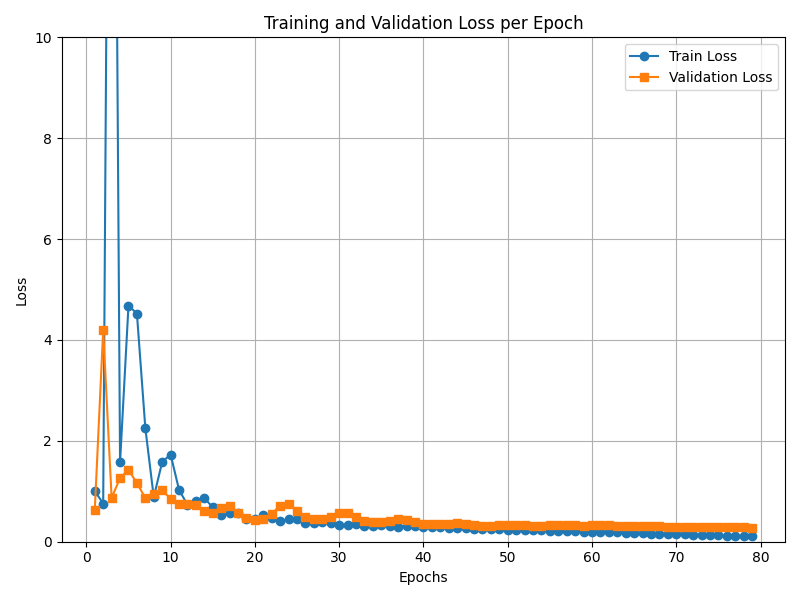 Training and Validation Loss per Epoch
10
8
6
4
2
0
Loss
Train Loss
Validation Loss
0 10 20 30 40 50 60 70 80
Epochs